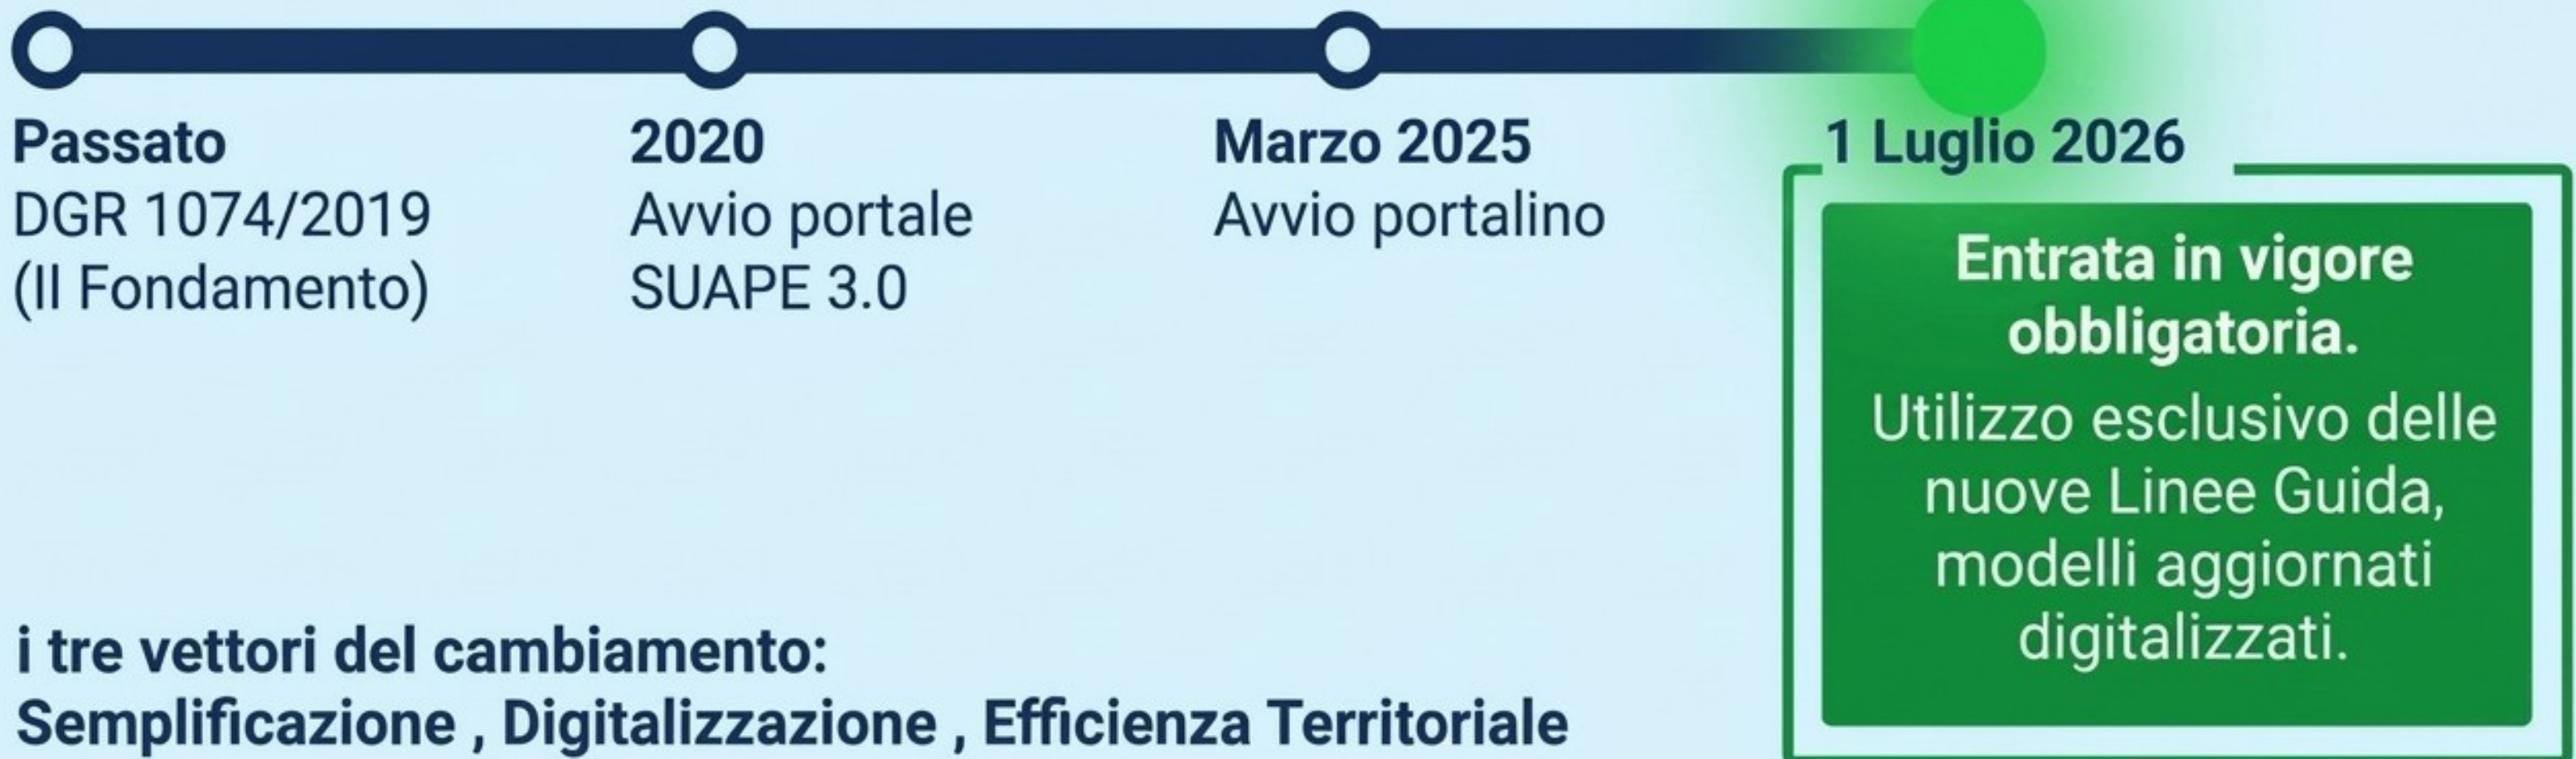 Passato
DGR 1074/2019
(Il Fondamento)
2020
Avvio portale
SUAPE 3.0
Marzo 2025
Avvio portalino
1 Luglio 2026
Entrata in vigore
obbligatoria.
Utilizzo esclusivo delle
nuove Linee Guida,
modelli aggiornati
digitalizzati.
i tre vettori del cambiamento:
Semplificazione , Digitalizzazione , Efficienza Territoriale